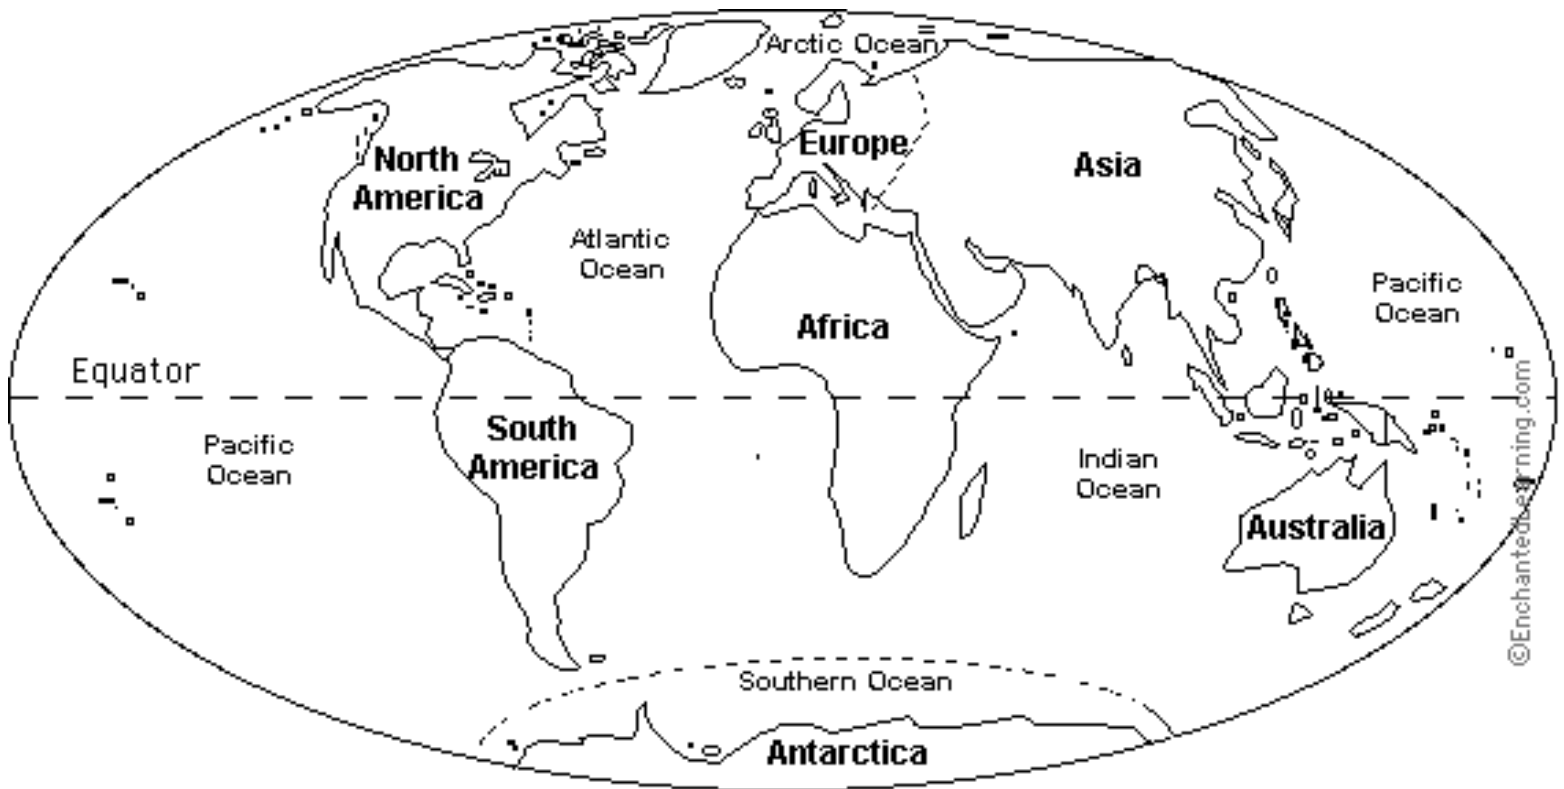 Arctic Ocean
North
America
Europe
Asia
Atlantic
Ocean
Pacific
Ocean
Africa
Equator
South
America
Pacific
Ocean
Indian
Ocean
Australia
Southern Ocean
Antarctica
©EnchantedLearning.com